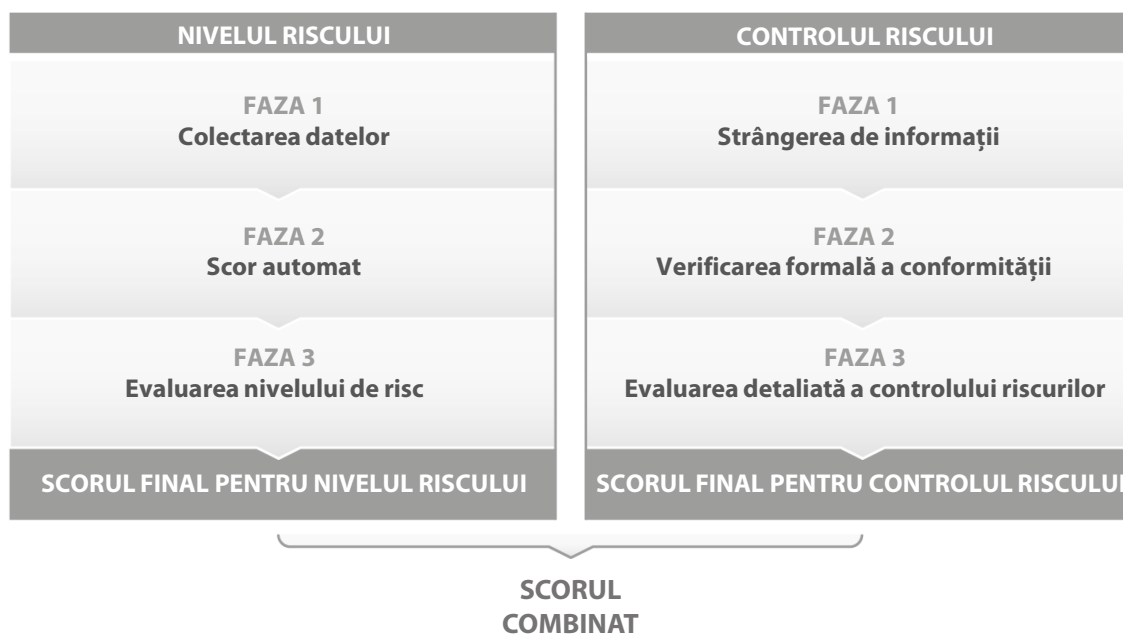 NIVELUL RISCULUI
FAZA 1
Colectarea datelor
FAZA 2
Scor automat
FAZA 3
Evaluarea nivelului de risc
SCORUL FINAL PENTRU NIVELUL RISCULUI
CONTROLUL RISCULUI
FAZA 1
Strângerea de informații
FAZA 2
Verificarea formală a conformității
FAZA 3
Evaluarea detaliată a controlului riscurilor
SCORUL FINAL PENTRU CONTROLUL RISCULUI
SCORUL
COMBINAT